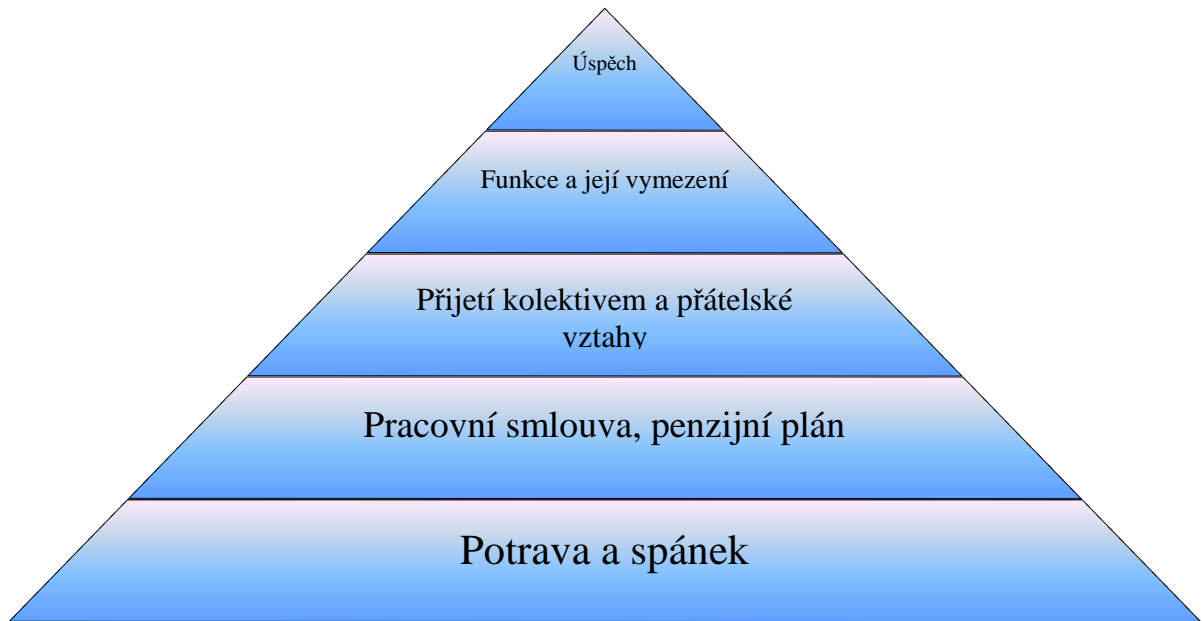 Úspěch
Funkce a její vymezení
Přijetí kolektivem a přátelské
vztahy
Pracovní smlouva, penzijní plán
Potrava a spánek